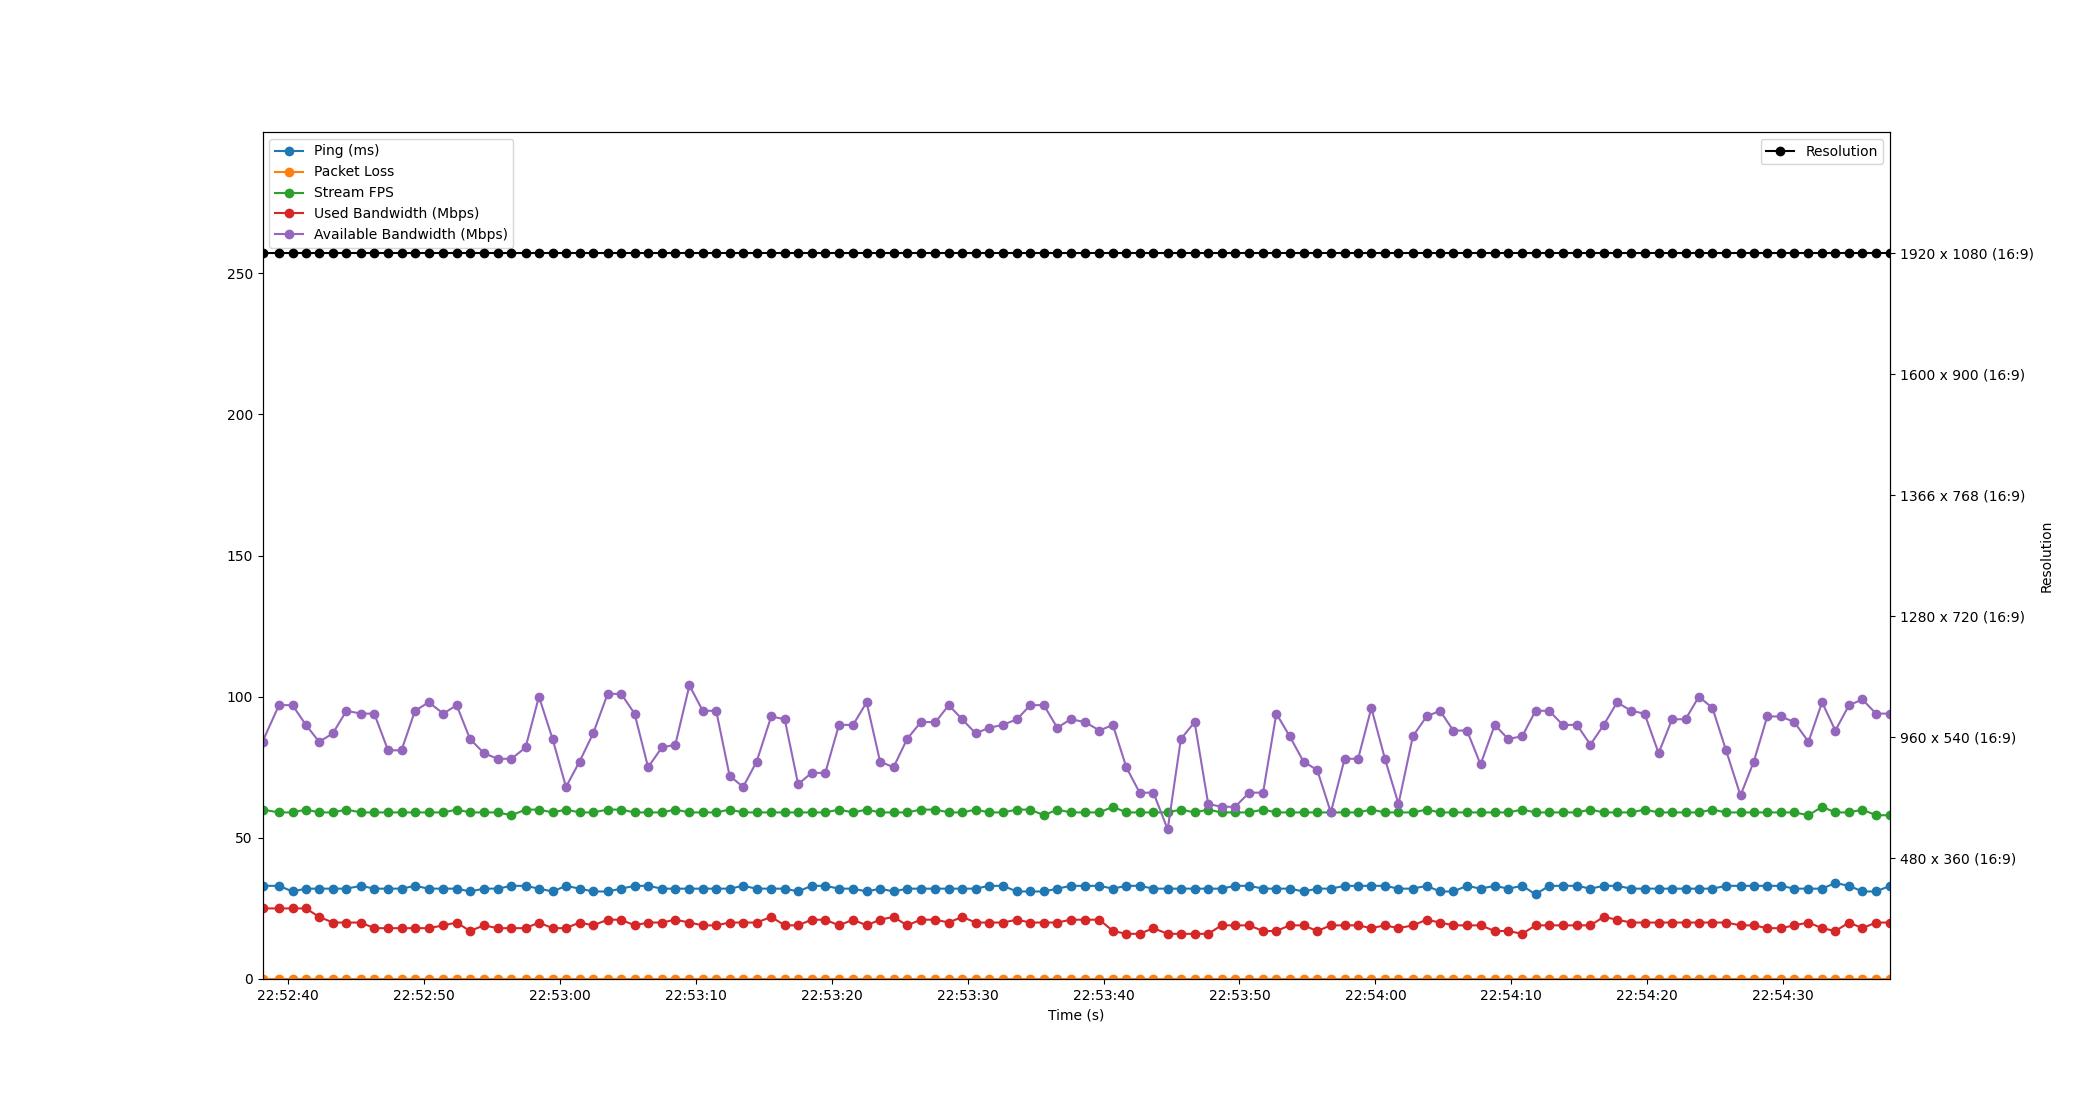 Ping (ms)
Packet Loss
Stream FPS
Used Bandwidth (Mbps)
Available Bandwidth (Mbps)
Resolution
250
200
150
100
50
0
1920 x 1080 (16:9)
1600 x 900 (16:9)
1366 x 768 (16:9)
1280 x 720 (16:9)
960 x 540 (16:9)
480 x 360 (16:9)
Resolution
22:52:40 22:52:50 22:53:00 22:53:10 22:53:20 22:53:30 22:53:40 22:53:50 22:54:00 22:54:10 22:54:20 22:54:30
Time (s)